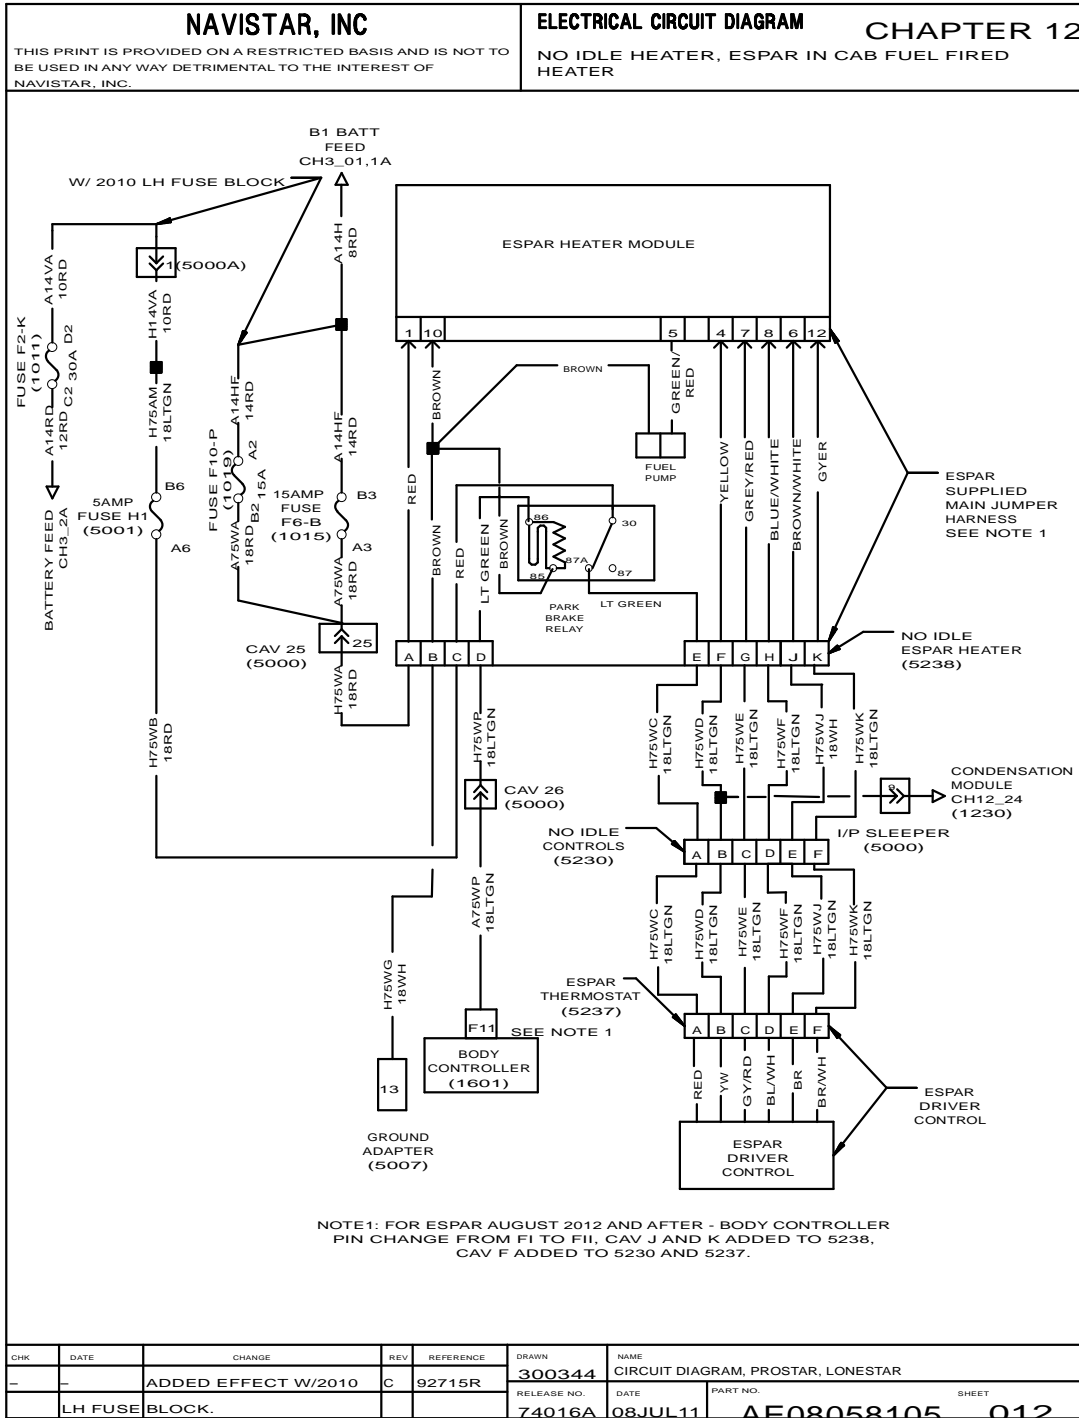 NAVISTAR, INC
THIS PRINT IS PROVIDED ON A RESTRICTED BASIS AND IS NOT TO
BE USED IN ANY WAY DETRIMENTAL TO THE INTEREST OF
NAVISTAR, INC.
ELECTRICAL CIRCUIT DIAGRAM
CHAPTER 12
NO IDLE HEATER, ESPAR IN CAB FUEL FIRED
HEATER
B1 BATT
FEED
CH3_01,1A
W/ 2010 LH FUSE BLOCK
A14H
8RD
ESPAR HEATER MODULE
1 10 5 4 7 8 6 12
A14VA
10RD
1(5000A)
H14VA
10RD
FUSE F2-K
(1011)
D2
30A
C2
A14RD
12RD
BATTERY FEED
CH3_2A
H75AM
18LTGN
5AMP
FUSE H1
(5001)
B6
A6
A14HF
14RD
FUSE F10-P
(1019)
A2
15A
B2
A75WA
18RD
A14HF
14RD
15AMP
FUSE
F6-B
(1015)
B3
A3
A75WA
18RD
CAV 25
(5000)
25
H75WA
18RD
H75WB
18RD
RED
BROWN
BROWN
BROWN
RED
LT GREEN
BROWN
GREEN/
RED
FUEL
PUMP
86
30
87A
85
87
PARK
BRAKE
RELAY
LT GREEN
YELLOW
GREY/RED
BLUE/WHITE
BROWN/WHITE
GYER
ESPAR
SUPPLIED
MAIN JUMPER
HARNESS
SEE NOTE 1
A B C D E F G H J K
NO IDLE
ESPAR HEATER
(5238)
H75WP
18LTGN
CAV 26
(5000)
A75WP
18LTGN
H75WC
18LTGN
H75WD
18LTGN
H75WE
18LTGN
H75WF
18LTGN
H75WJ
18WH
H75WK
18LTGN
9
CONDENSATION
MODULE
CH12_24
(1230)
I/P SLEEPER
(5000)
NO IDLE
CONTROLS
(5230)
A B C D E F
H75WC
18LTGN
H75WD
18LTGN
H75WE
18LTGN
H75WF
18LTGN
H75WJ
18LTGN
H75WK
18LTGN
H75WG
18WH
ESPAR
THERMOSTAT
(5237)
A B C D E F
F11
SEE NOTE 1
BODY
CONTROLLER
(1601)
13
GROUND
ADAPTER
(5007)
RED
YW
GY/RD
BL/WH
BR
BR/WH
ESPAR
DRIVER
CONTROL
ESPAR
DRIVER
CONTROL
NOTE1: FOR ESPAR AUGUST 2012 AND AFTER - BODY CONTROLLER
PIN CHANGE FROM FI TO FII, CAV J AND K ADDED TO 5238,
CAV F ADDED TO 5230 AND 5237.
CHK DATE CHANGE REV REFERENCE
– – ADDED EFFECT W/2010 C 92715R
LH FUSE BLOCK.
DRAWN
300344
NAME
CIRCUIT DIAGRAM, PROSTAR, LONESTAR
RELEASE NO.
74016A
DATE
08JUL11
PART NO.
AE08058105
SHEET
012